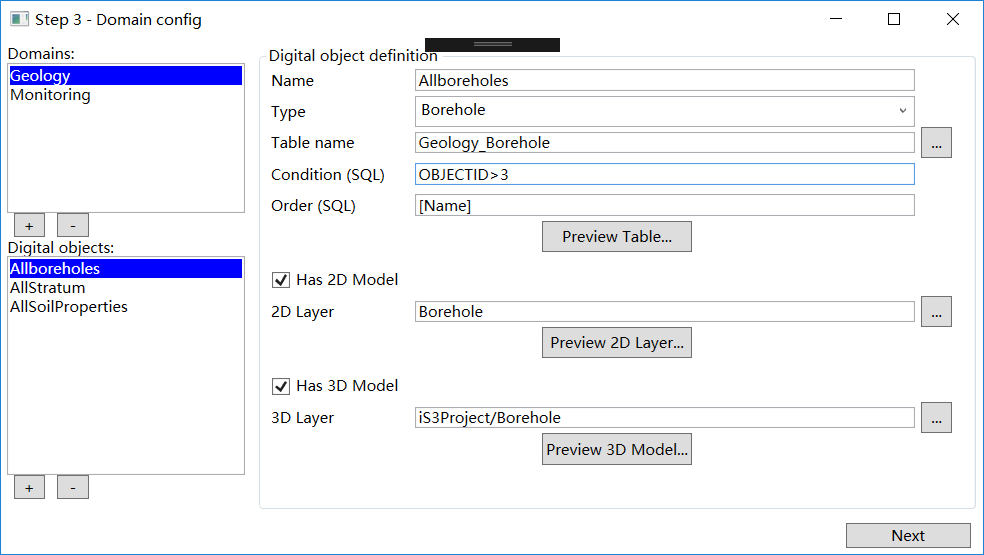 Step 3 - Domain config
Domains:
Geology
Monitoring
+ -
Digital objects:
Allboreholes
AllStratum
AllSoilProperties
+ -
Digital object definition
Name Allboreholes
Type Borehole
Table name Geology_Borehole ...
Condition (SQL) OBJECTID>3
Order (SQL) [Name]
Preview Table...
Has 2D Model
2D Layer Borehole ...
Preview 2D Layer...
Has 3D Model
3D Layer iS3Project/Borehole ...
Preview 3D Model...
Next